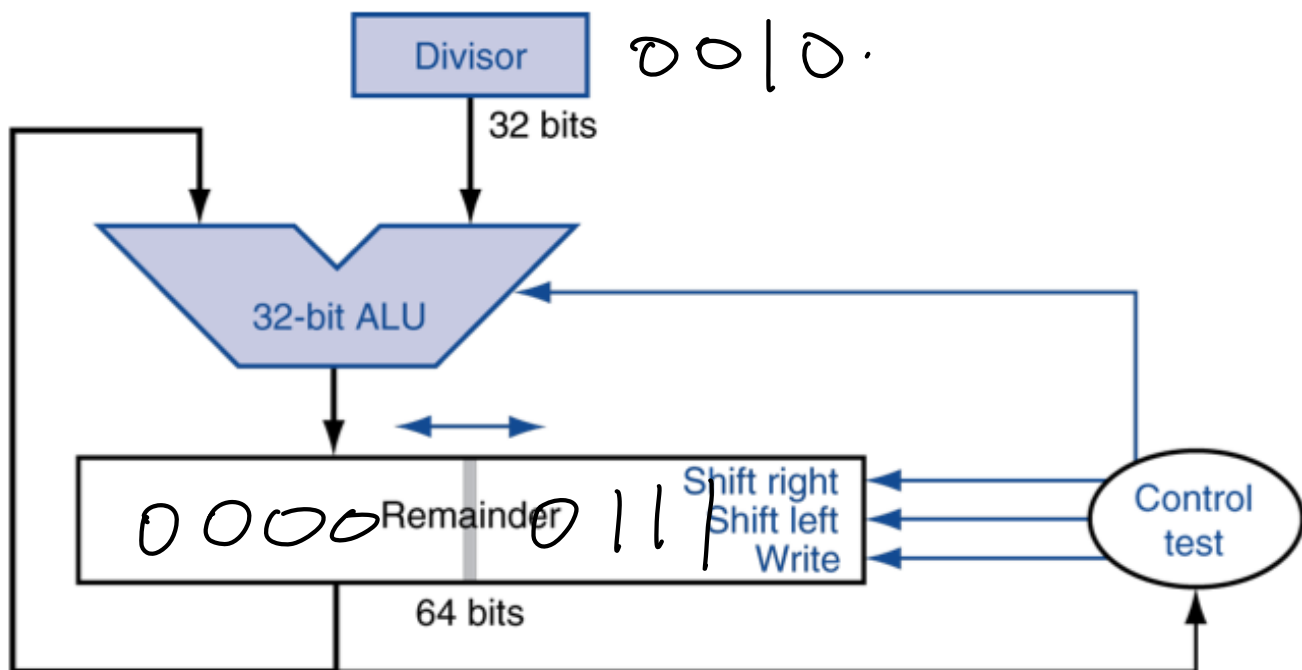 Divisor 0010.
32 bits
32-bit ALU
Shift right
0000 Remainder 0111 Shift left
Write
Control
test
64 bits